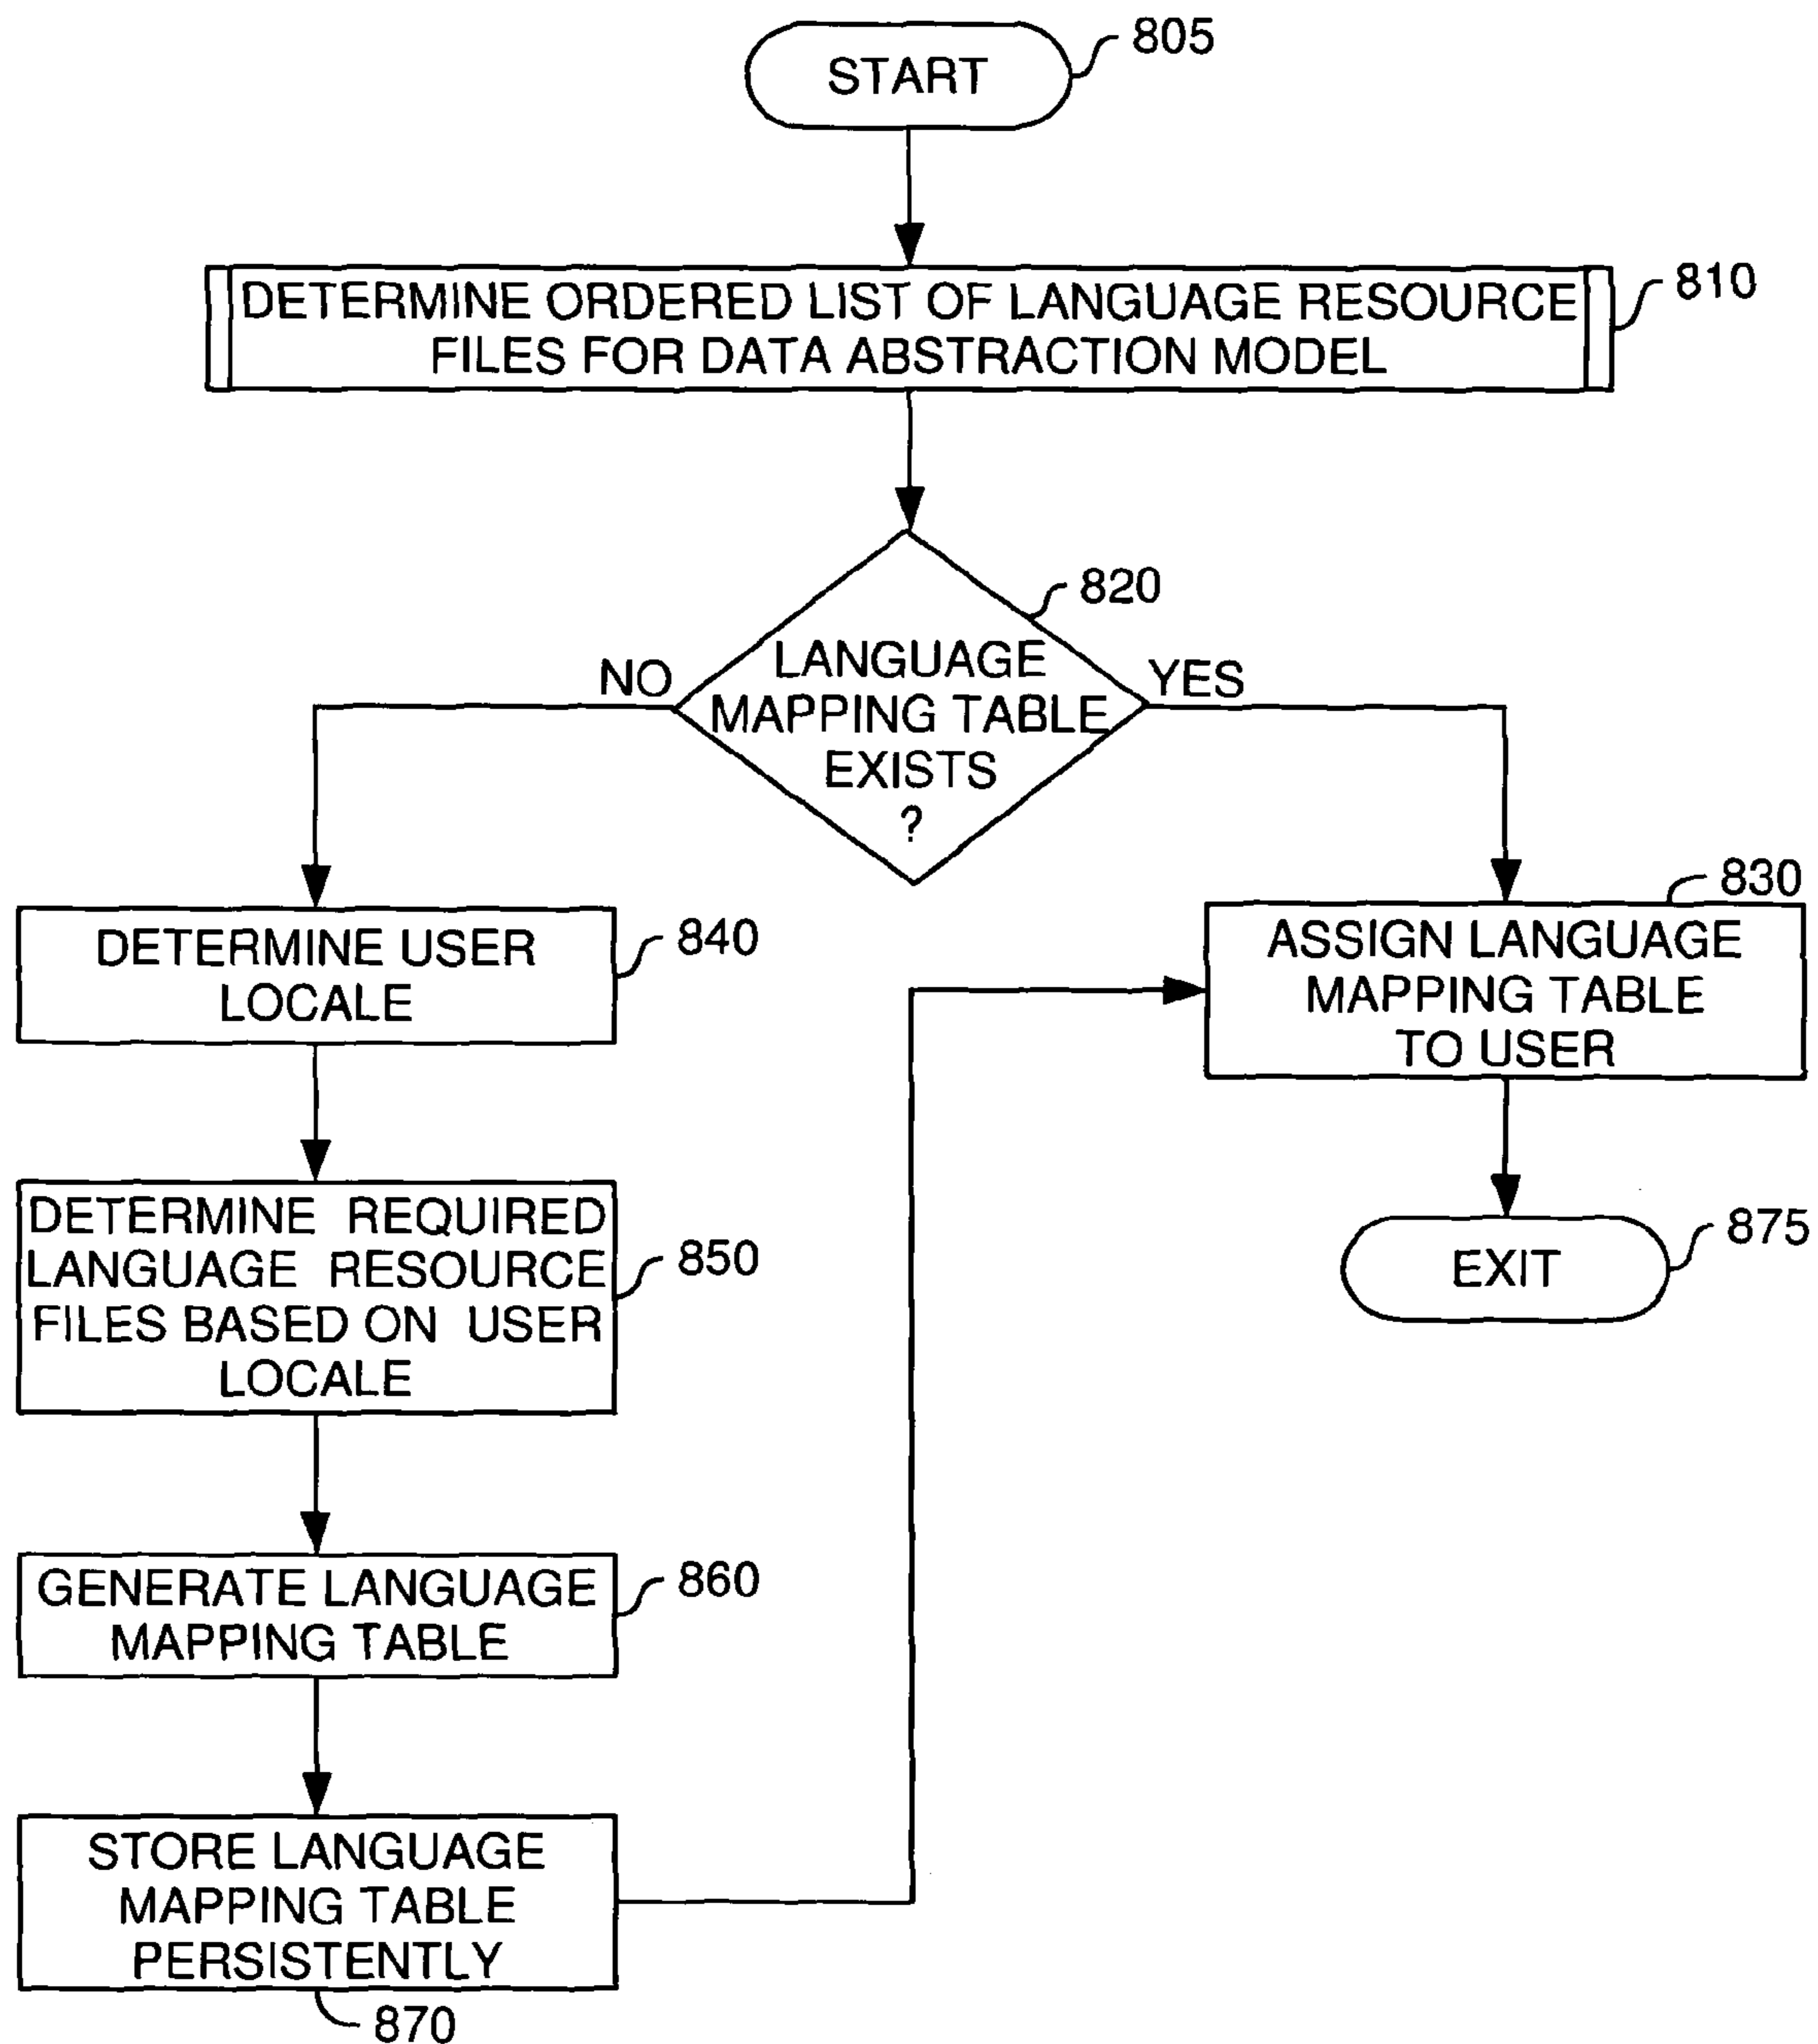 START
805
DETERMINE ORDERED LIST OF LANGUAGE RESOURCE
FILES FOR DATA ABSTRACTION MODEL
810
820
LANGUAGE
MAPPING TABLE
EXISTS
?
NO
YES
DETERMINE USER
LOCALE
840
830
ASSIGN LANGUAGE
MAPPING TABLE
TO USER
DETERMINE REQUIRED
LANGUAGE RESOURCE
FILES BASED ON USER
LOCALE
850
EXIT
875
GENERATE LANGUAGE
MAPPING TABLE
860
STORE LANGUAGE
MAPPING TABLE
PERSISTENTLY
870